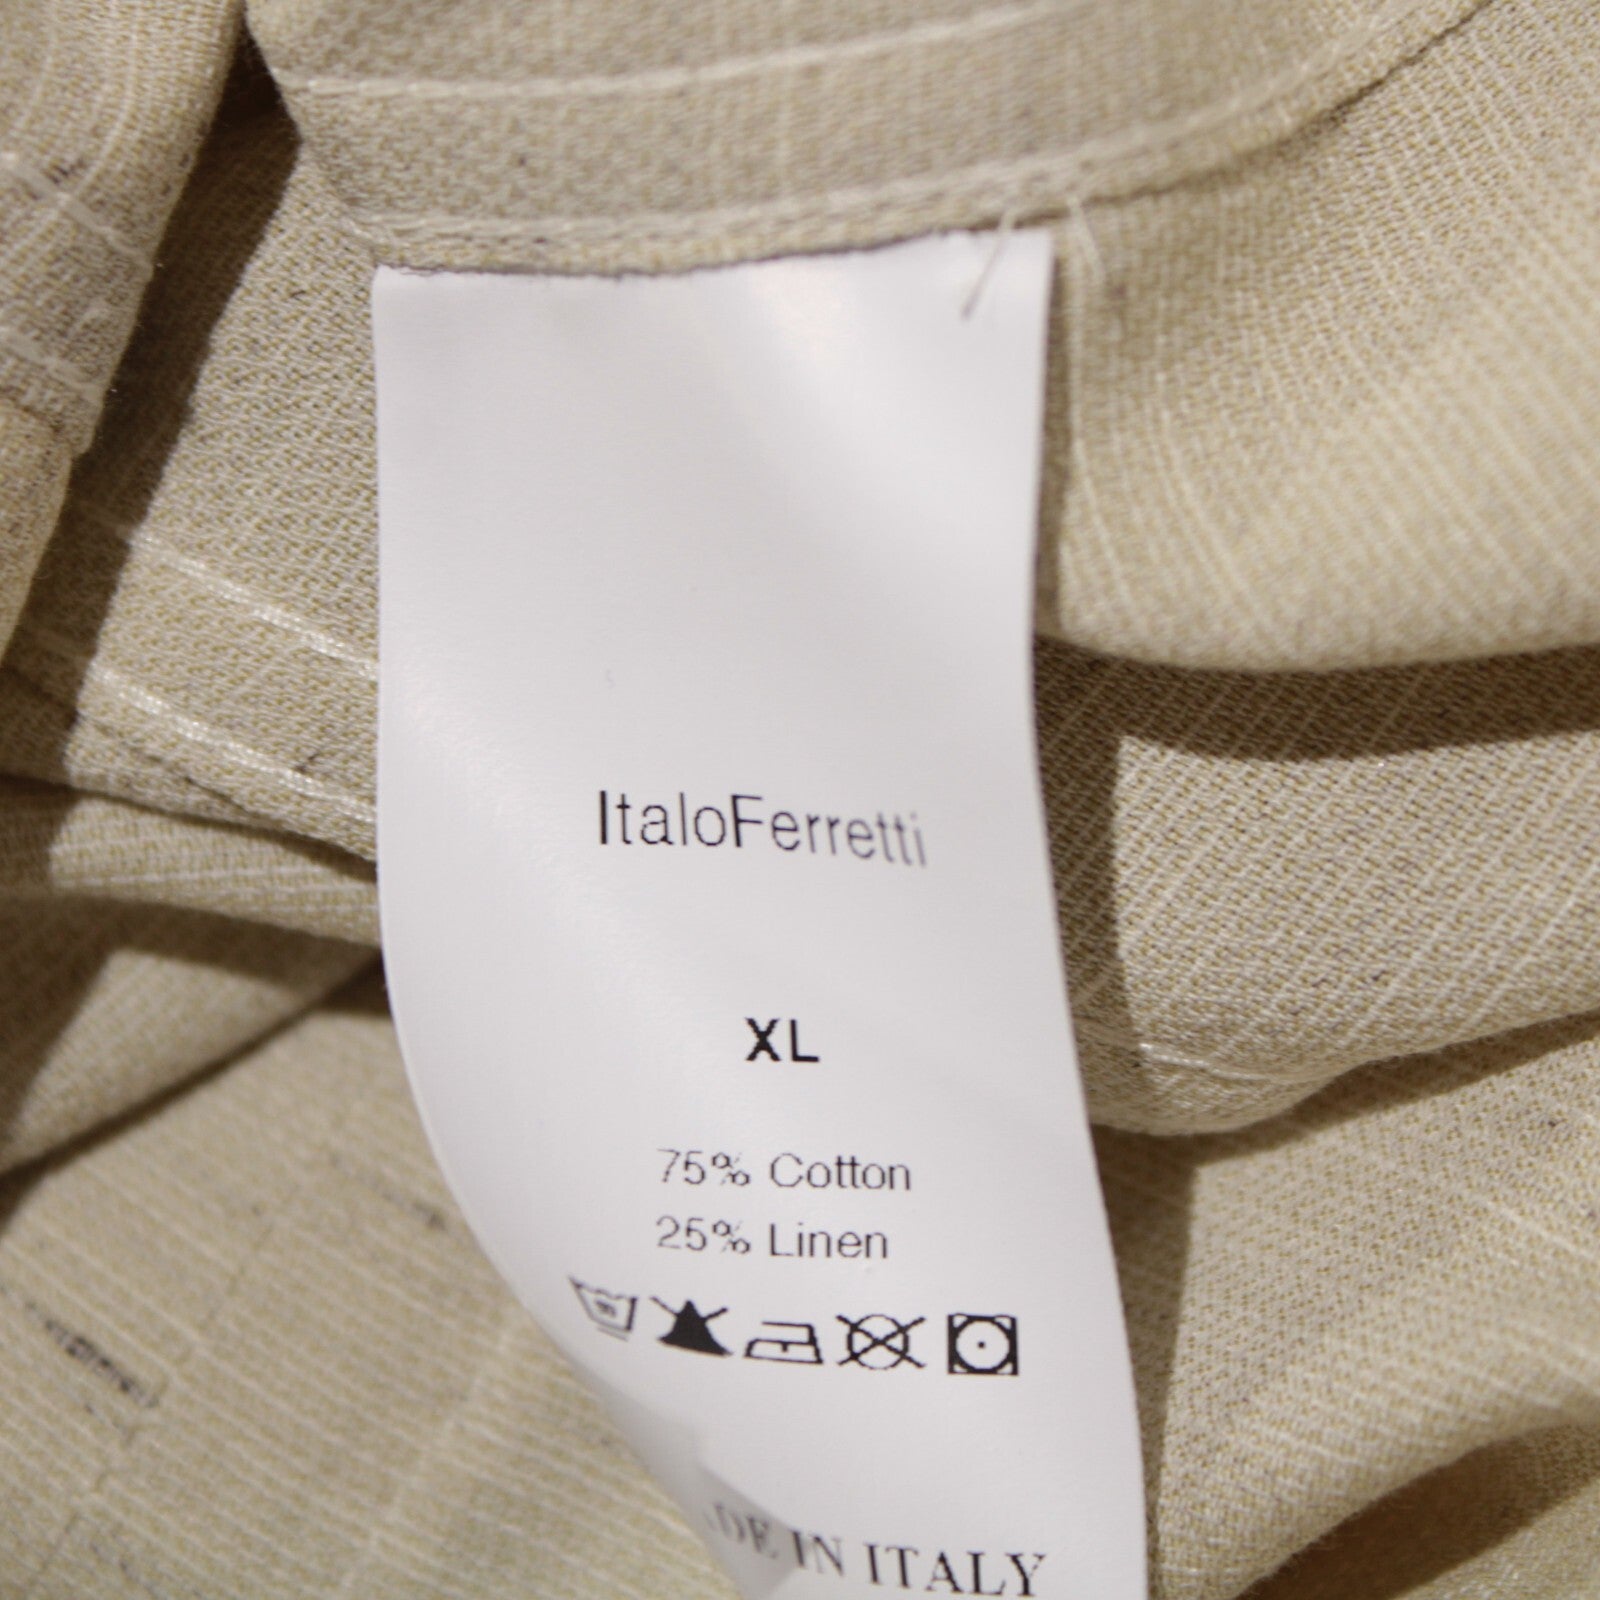 ItaloFerretti
XL
75% Cotton
25% Linen
IN ITALY